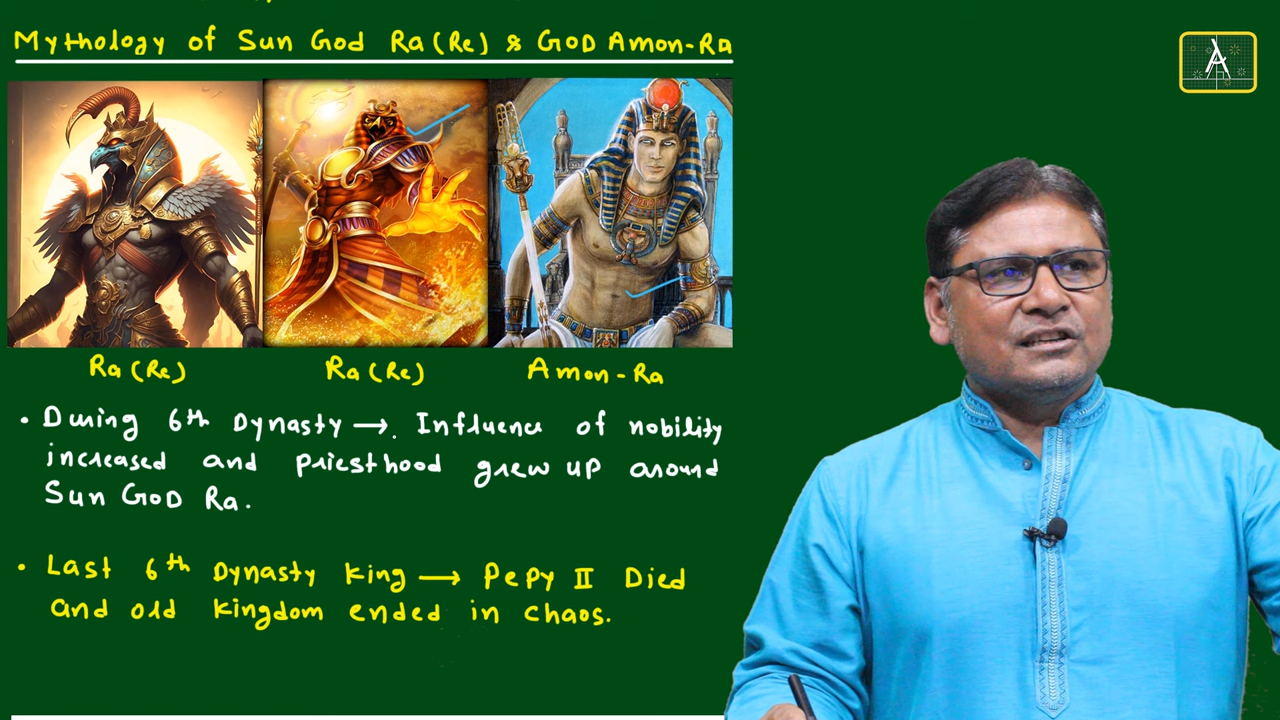 Mythology of Sun God Ra (Re) & GOD Amon-Ra
Ra (Re)
Ra (Re)
Amon-Ra
• During 6th Dynasty → Influence of nobility
increased and priesthood grew up around
Sun GOD Ra.
• Last 6th Dynasty King → Pepy II Died
and old kingdom ended in chaos.